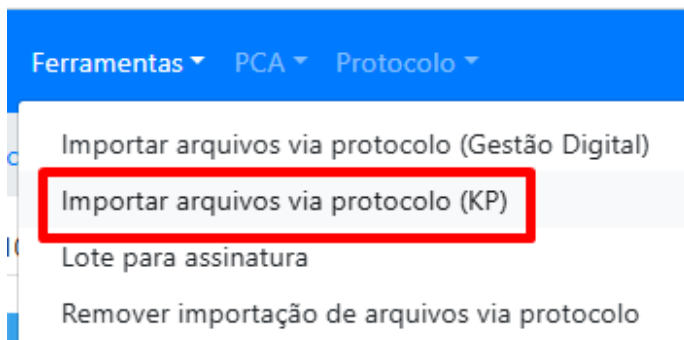 Ferramentas PCA Protocolo
Importar arquivos via protocolo (Gestão Digital)
Importar arquivos via protocolo (KP)
Lote para assinatura
Remover importação de arquivos via protocolo